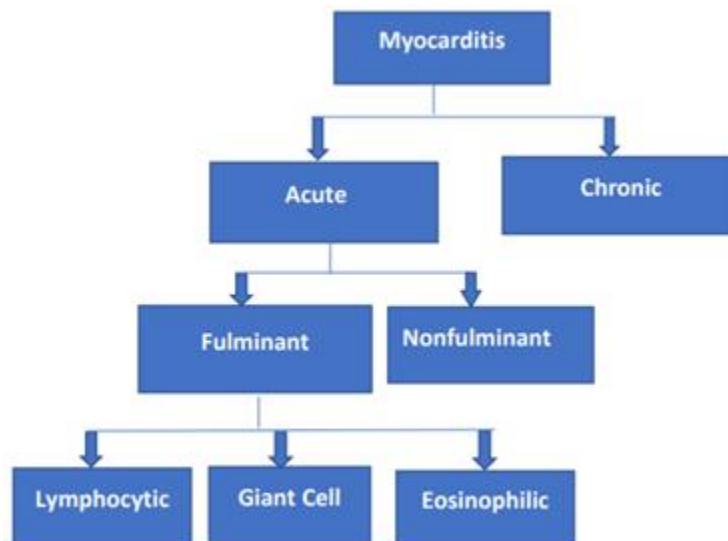 Myocarditis
Acute
Chronic
Fulminant
Nonfulminant
Lymphocytic
Giant Cell
Eosinophilic